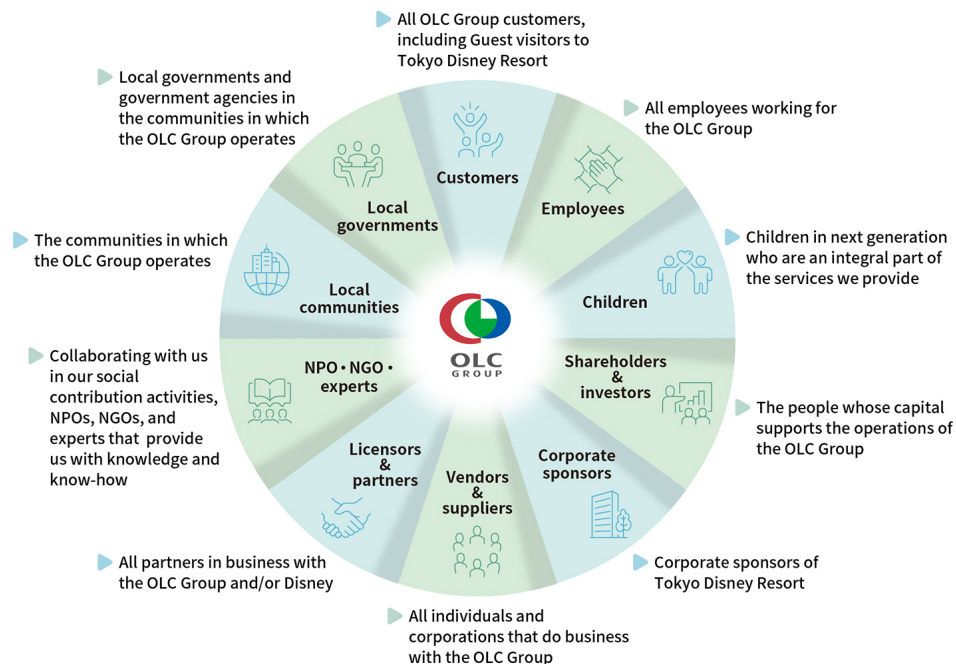 All OLC Group customers,
including Guest visitors to
Tokyo Disney Resort
Customers
All employees working for
the OLC Group
Employees
Children in next generation
who are an integral part of
the services we provide
Children
The people whose capital
supports the operations of
the OLC Group
Shareholders
&
investors
Corporate sponsors of
Tokyo Disney Resort
Corporate
sponsors
All individuals and
corporations that do business
with the OLC Group
Vendors
&
suppliers
All partners in business with
the OLC Group and/or Disney
Licensors
&
partners
Collaborating with us
in our social
contribution activities,
NPOs, NGOs, and
experts that provide
us with knowledge and
know-how
NPO・NGO・
experts
The communities in which
the OLC Group operates
Local
communities
Local governments and
government agencies in
the communities in which
the OLC Group operates
Local
governments
OLC
GROUP